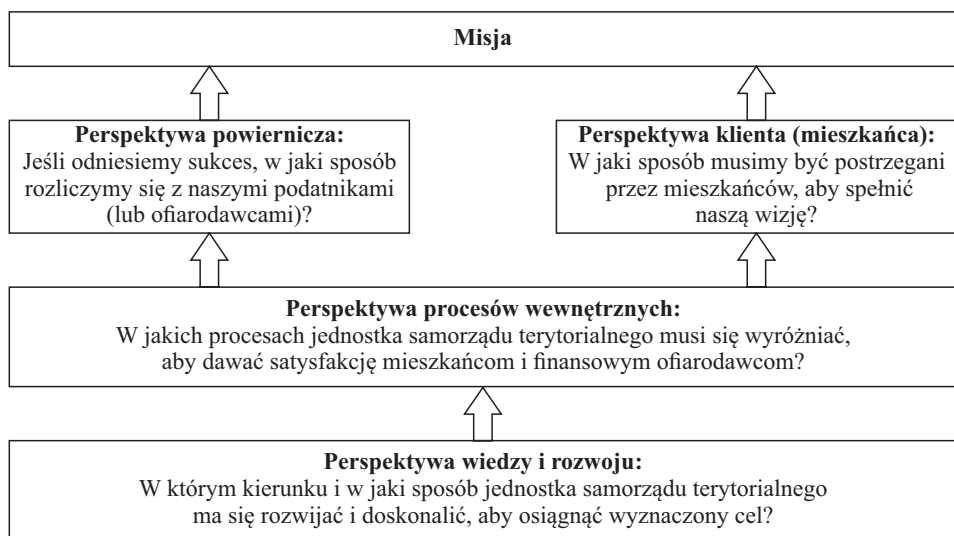 Misja
Perspektywa powiernicza:
Jeśli odniesiemy sukces, w jaki sposób
rozliczymy się z naszymi podatnikami
(lub ofiarodawcami)?
Perspektywa klienta (mieszkańca):
W jaki sposób musimy być postrzegani
przez mieszkańców, aby spełnić
naszą wizję?
Perspektywa procesów wewnętrznych:
W jakich procesach jednostka samorządu terytorialnego musi się wyróżniać,
aby dawać satysfakcję mieszkańcom i finansowym ofiarodawcom?
Perspektywa wiedzy i rozwoju:
W którym kierunku i w jaki sposób jednostka samorządu terytorialnego
ma się rozwijać i doskonalić, aby osiągnąć wyznaczony cel?